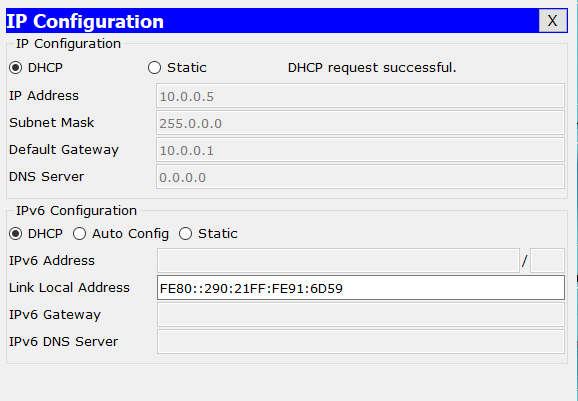 IP Configuration X
IP Configuration
DHCP Static DHCP request successful.
IP Address 10.0.0.5
Subnet Mask 255.0.0.0
Default Gateway 10.0.0.1
DNS Server 0.0.0.0
IPv6 Configuration
DHCP Auto Config Static
IPv6 Address /
Link Local Address FE80::290:21FF:FE91:6D59
IPv6 Gateway
IPv6 DNS Server